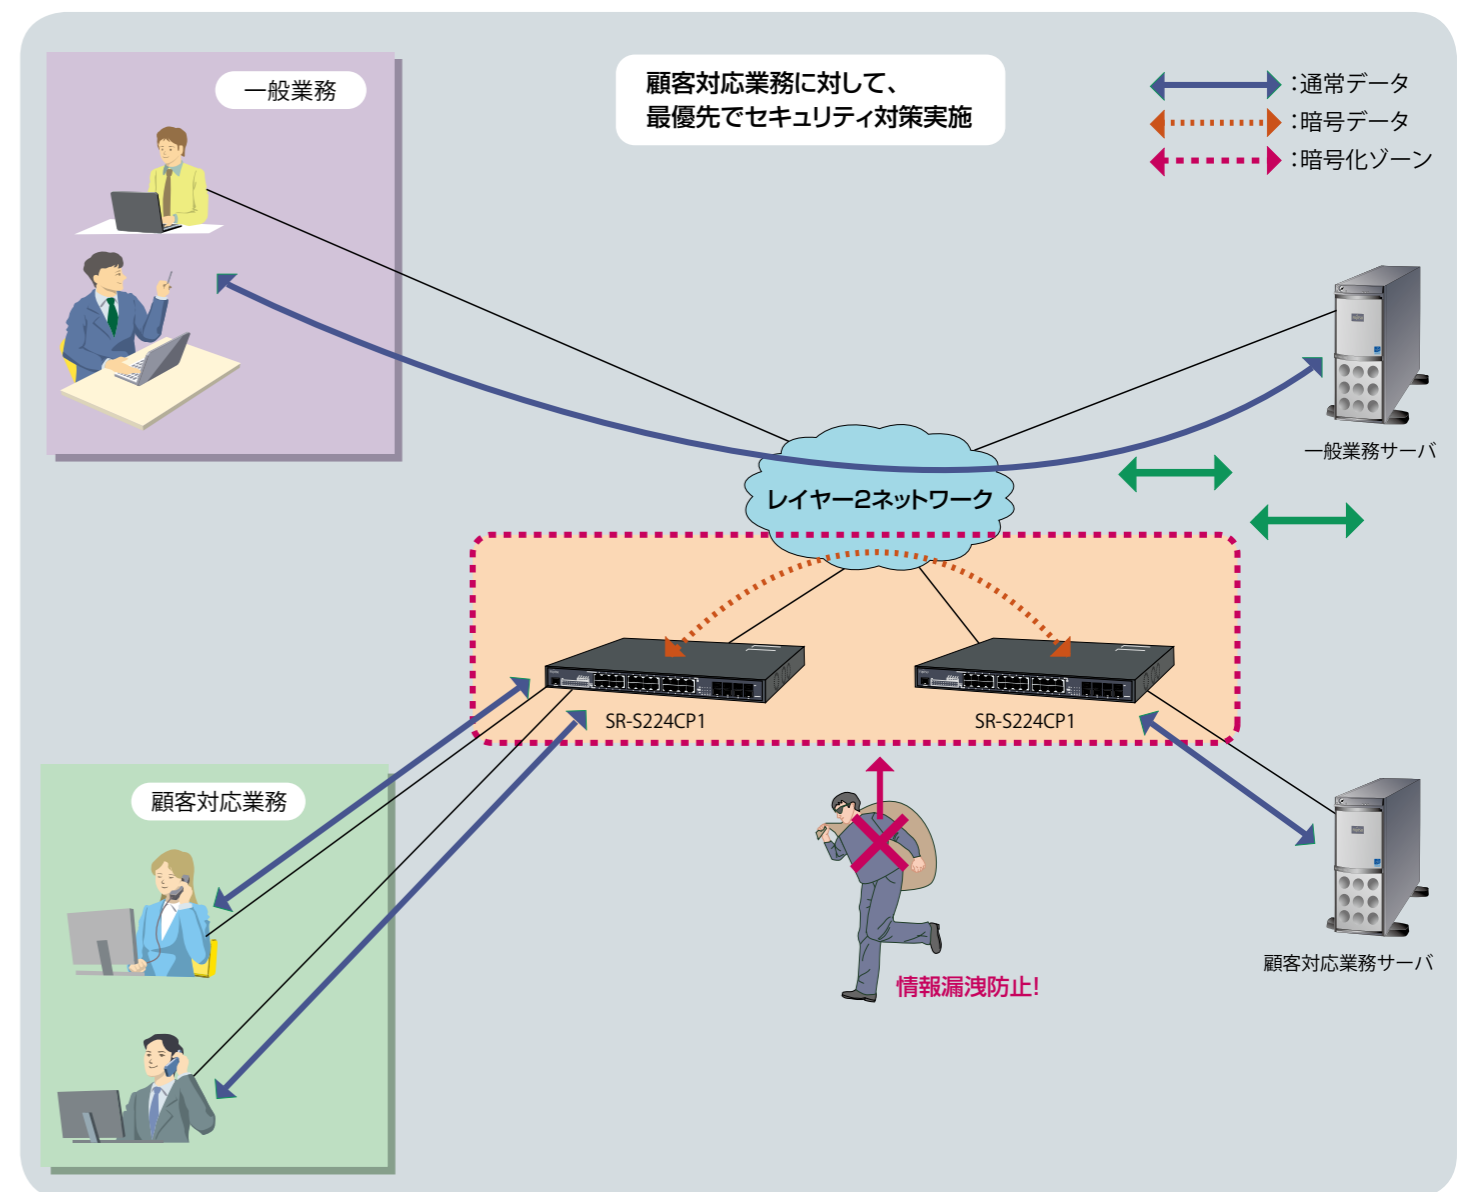 一般業務
顧客対応業務に対して、
最優先でセキュリティ対策実施
：通常データ
：暗号データ
：暗号化ゾーン
一般業務サーバ
レイヤー2ネットワーク
SR-S224CP1
SR-S224CP1
顧客対応業務
情報漏洩防止!
顧客対応業務サーバ